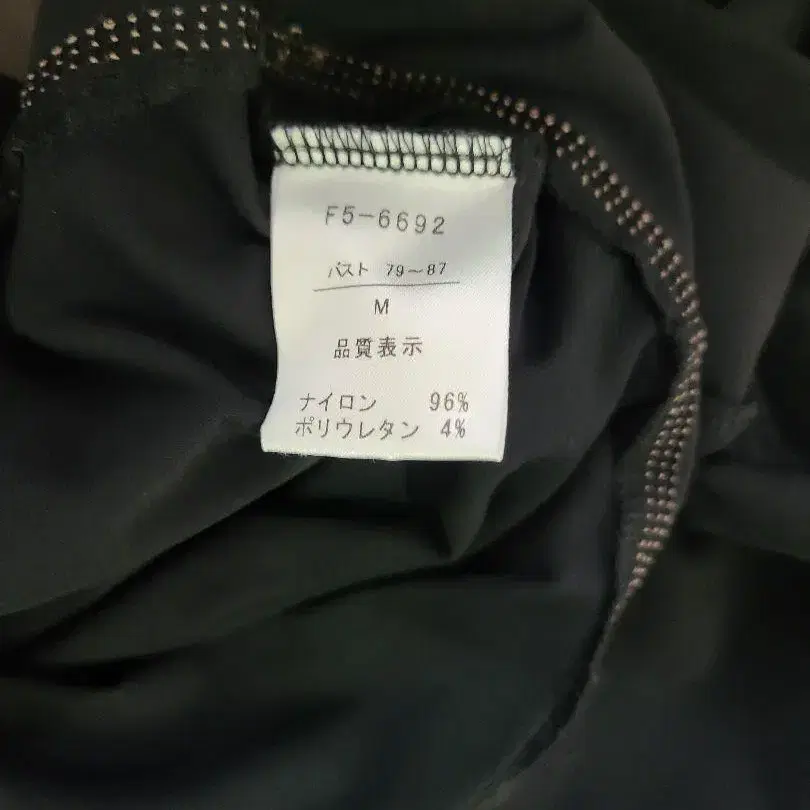 F5-6692
バスト 79～87
M
品質表示
ナイロン 96%
ポリウレタン 4%